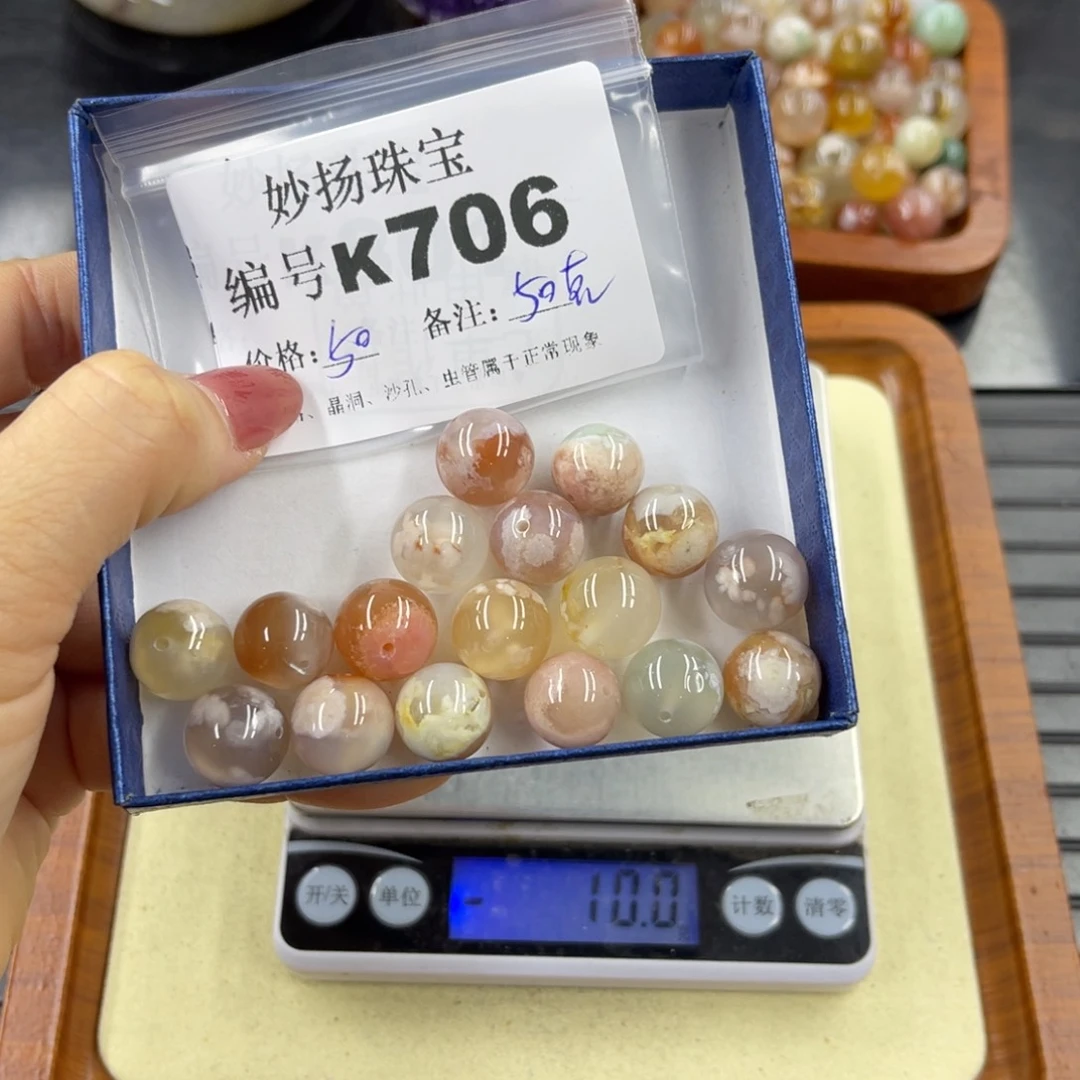 妙扬珠宝
编号K706
价格:50 备注:50克
、晶洞、沙孔、虫管属于正常现象
开/关 单位 -10.0 计数 清零